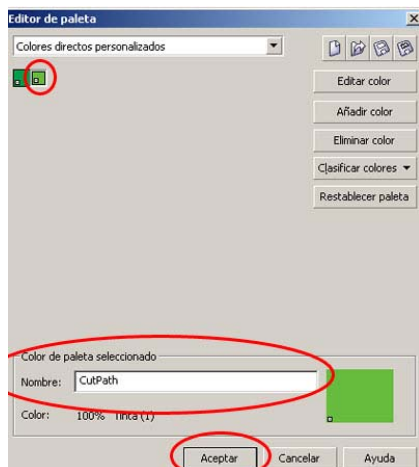 Editor de paleta
Colores directos personalizados
Editar color
Añadir color
Eliminar color
Clasificar colores
Restablecer paleta
Color de paleta seleccionado
Nombre: CutPath
Color: 100% Tinta (1)
Aceptar Cancelar Ayuda